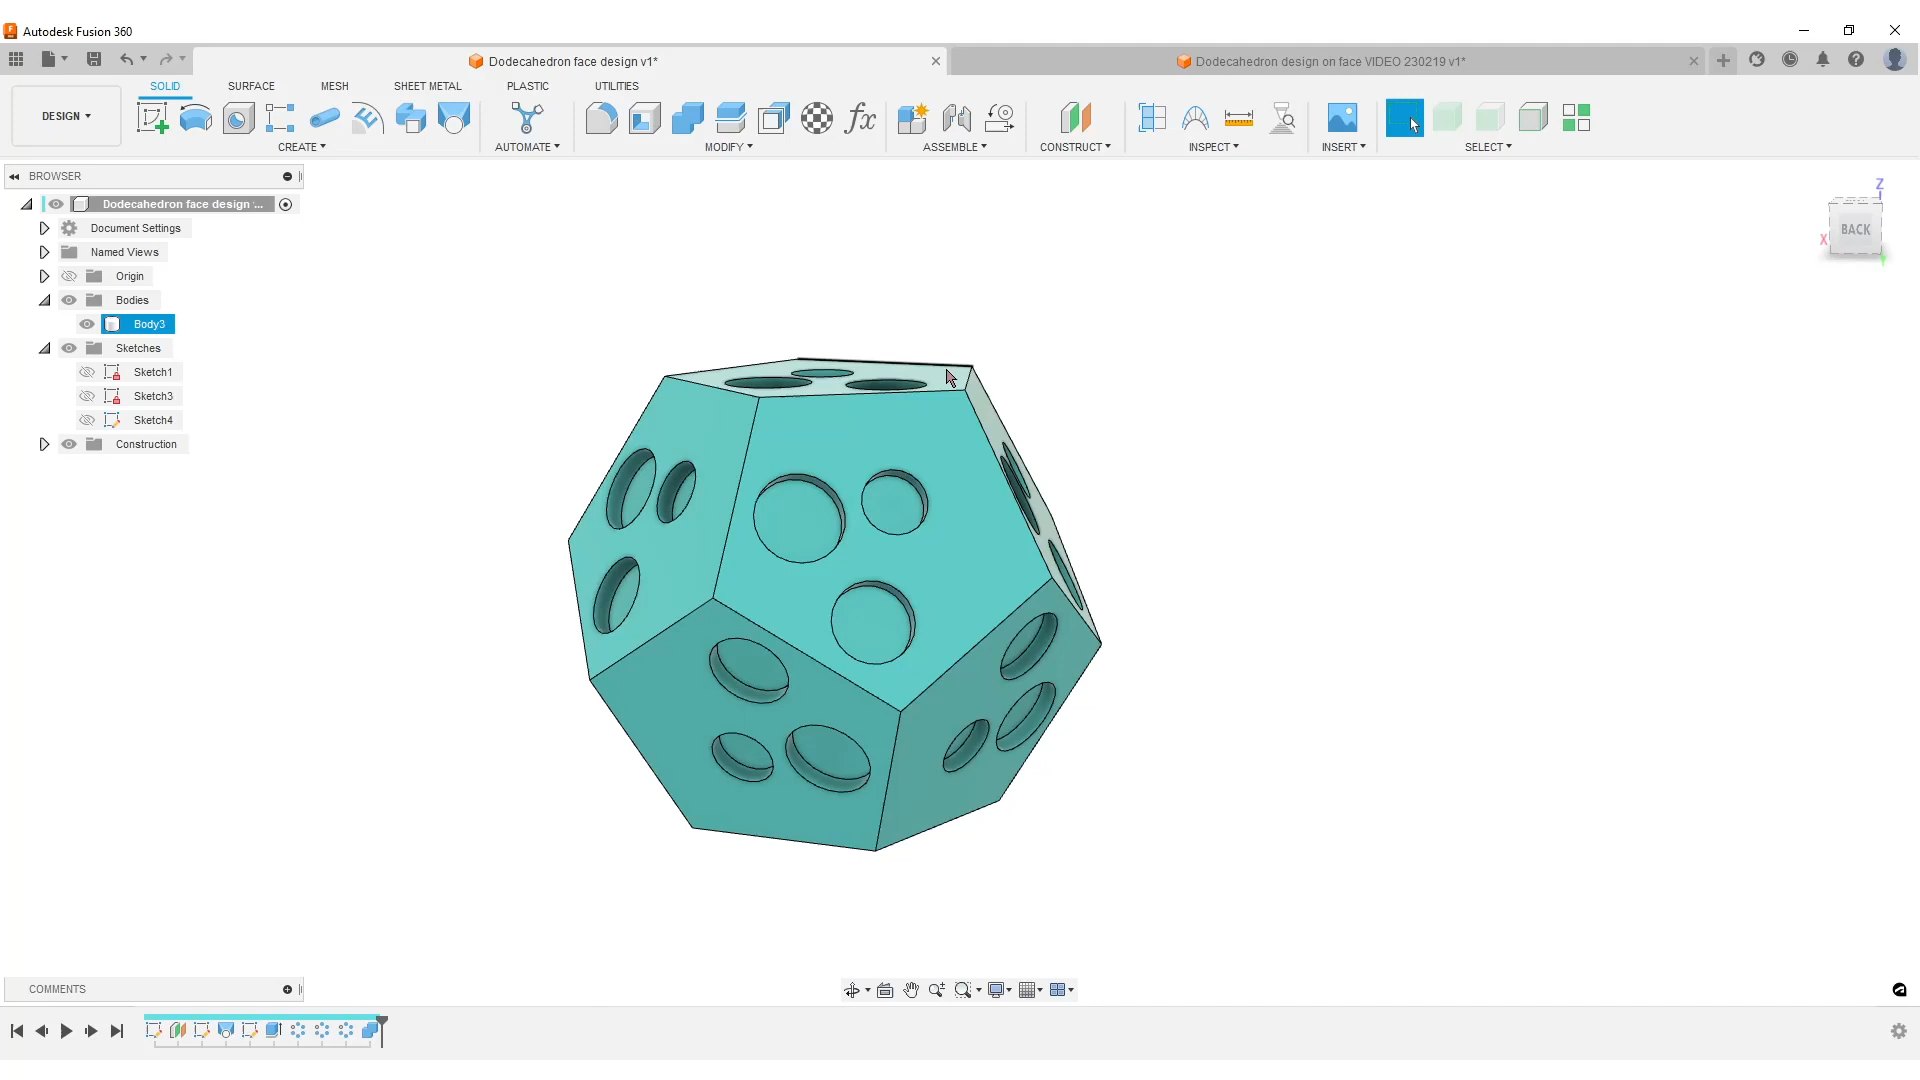 Autodesk Fusion 360
Dodecahedron face design v1*
Dodecahedron design on face VIDEO 230219 v1*
SOLID SURFACE MESH SHEET METAL PLASTIC UTILITIES
DESIGN
CREATE AUTOMATE MODIFY ASSEMBLE CONSTRUCT INSPECT INSERT SELECT
fx
BROWSER
Dodecahedron face design '...
Document Settings
Named Views
Origin
Bodies
Body3
Sketches
Sketch1
Sketch3
Sketch4
Construction
Z
BACK
X
COMMENTS